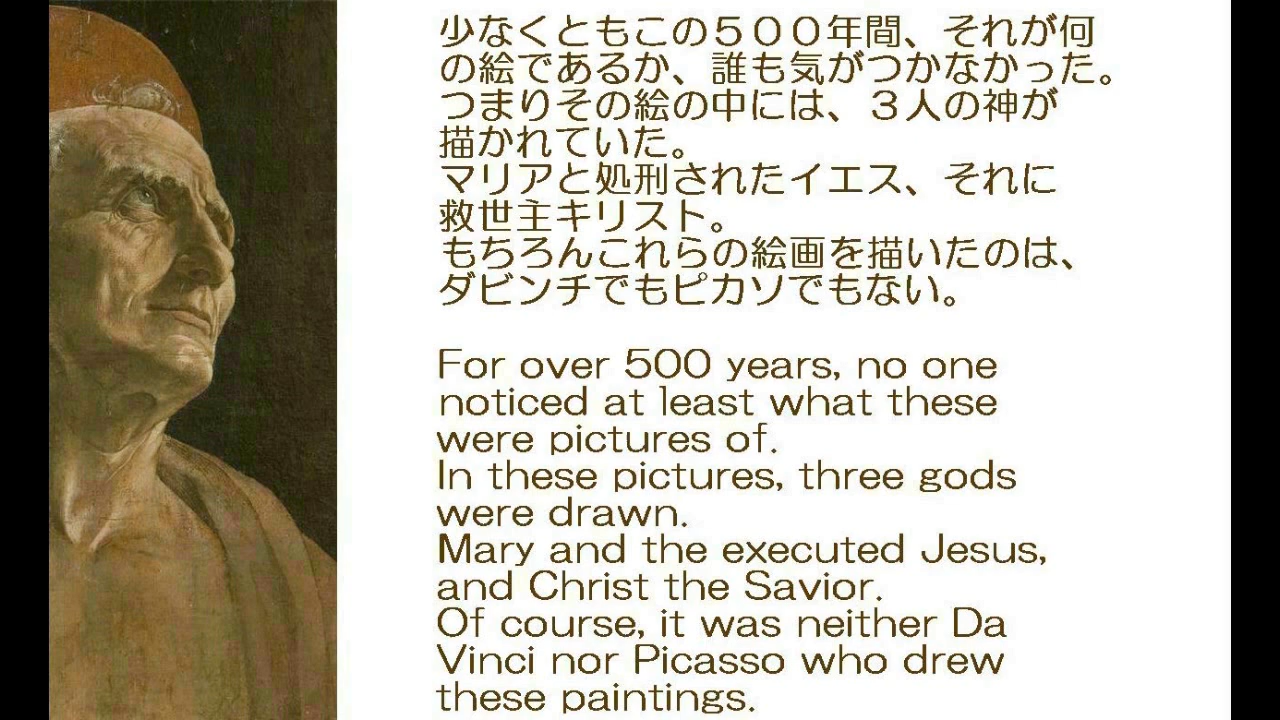 少なくともこの５００年間、それが何
の絵であるか、誰も気がつかなかった。
つまりその絵の中には、３人の神が
描かれていた。
マリアと処刑されたイエス、それに
救世主キリスト。
もちろんこれらの絵画を描いたのは、
ダビンチでもピカソでもない。
For over 500 years, no one
noticed at least what these
were pictures of.
In these pictures, three gods
were drawn.
Mary and the executed Jesus,
and Christ the Savior.
Of course, it was neither Da
Vinci nor Picasso who drew
these paintings.